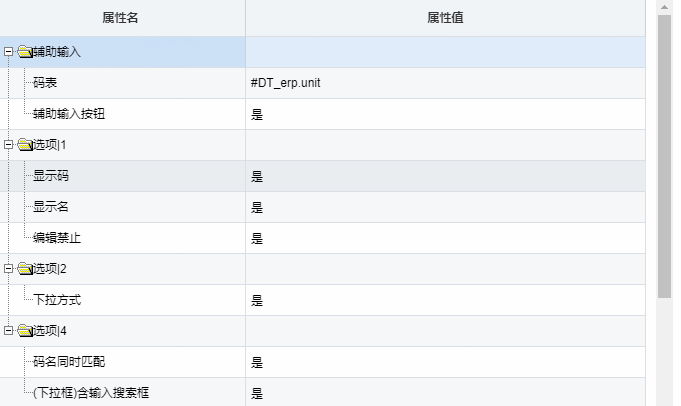 属性名 属性值
辅助输入
码表 #DT_erp.unit
辅助输入按钮 是
选项|1
显示码 是
显示名 是
编辑禁止 是
选项|2
下拉方式 是
选项|4
码名同时匹配 是
(下拉框)含输入搜索框 是